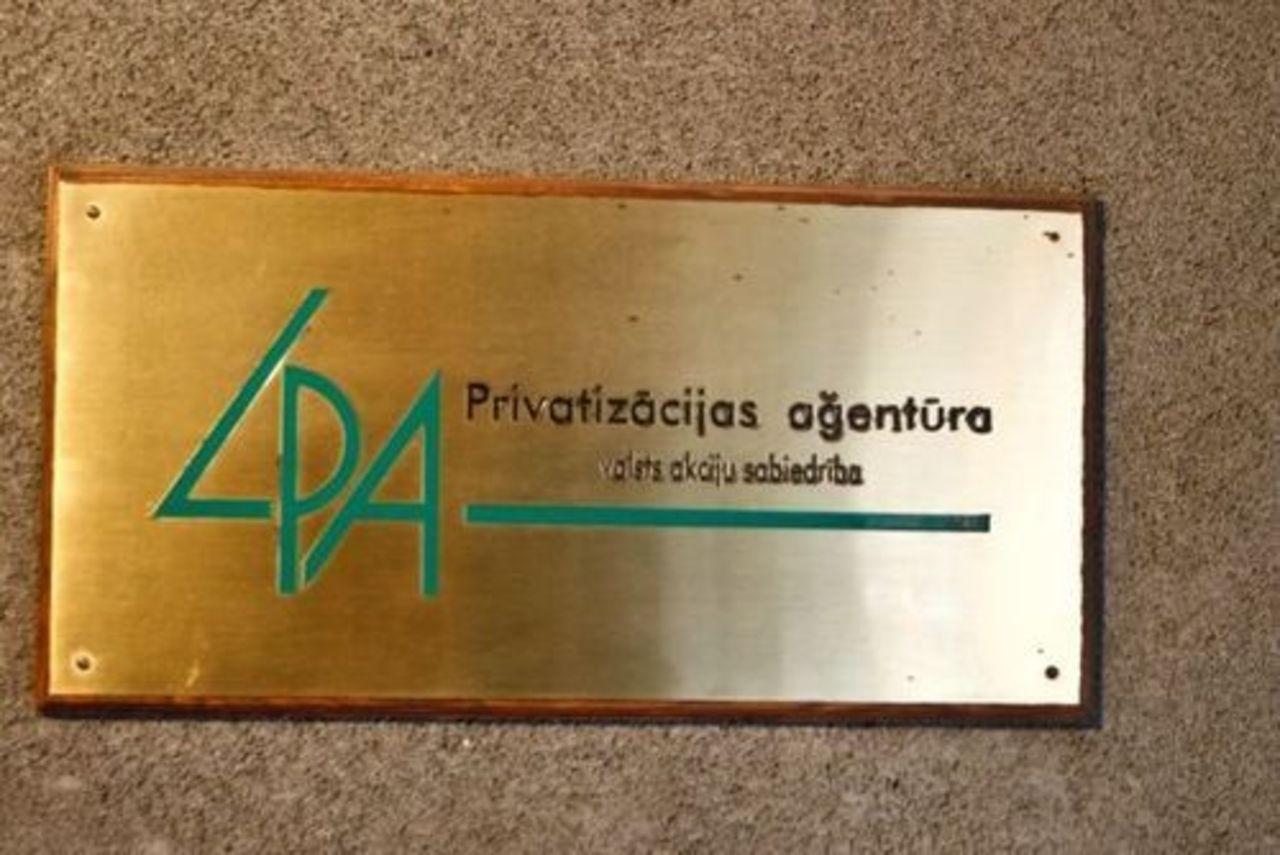 LPA
Privatizācijas aģentūra
valsts akciju sabiedrība